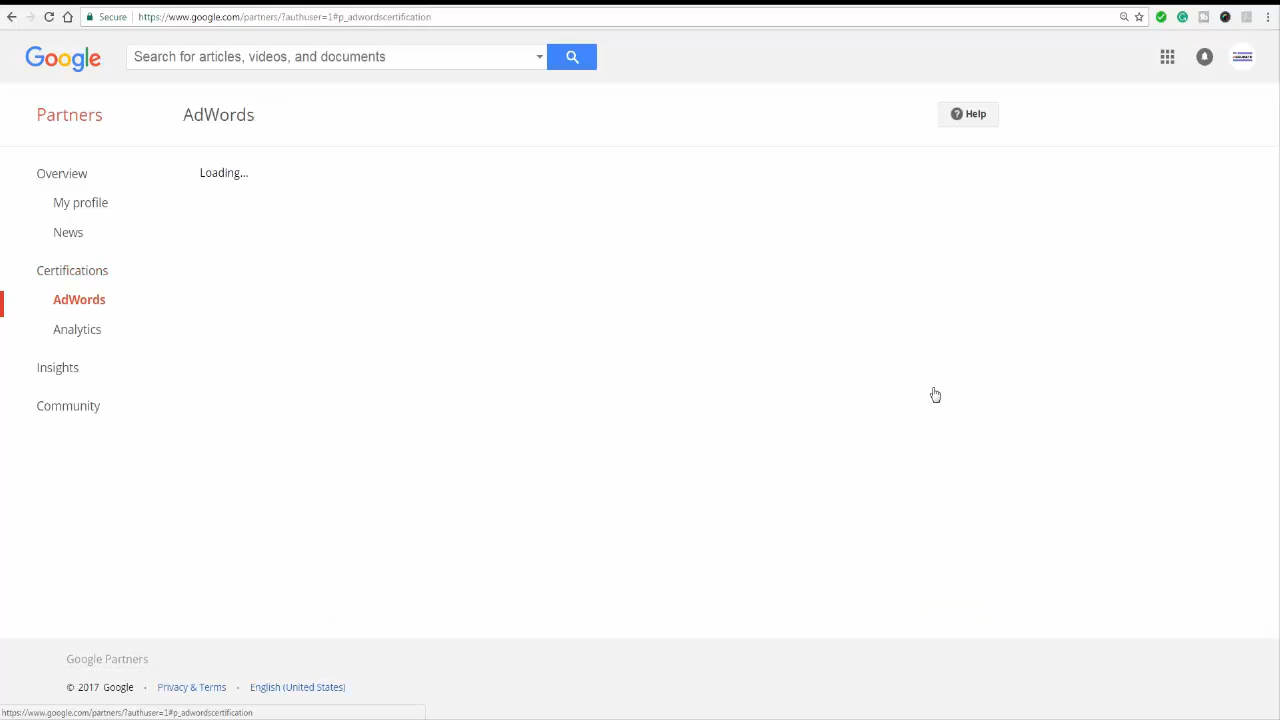 Secure https://www.google.com/partners/?authuser=1#p_adwordscertification
Google
Search for articles, videos, and documents
Partners
AdWords
Help
Overview
Loading...
My profile
News
Certifications
AdWords
Analytics
Insights
Community
Google Partners
© 2017 Google · Privacy & Terms · English (United States)
https://www.google.com/partners/?authuser=1#p_adwordscertification